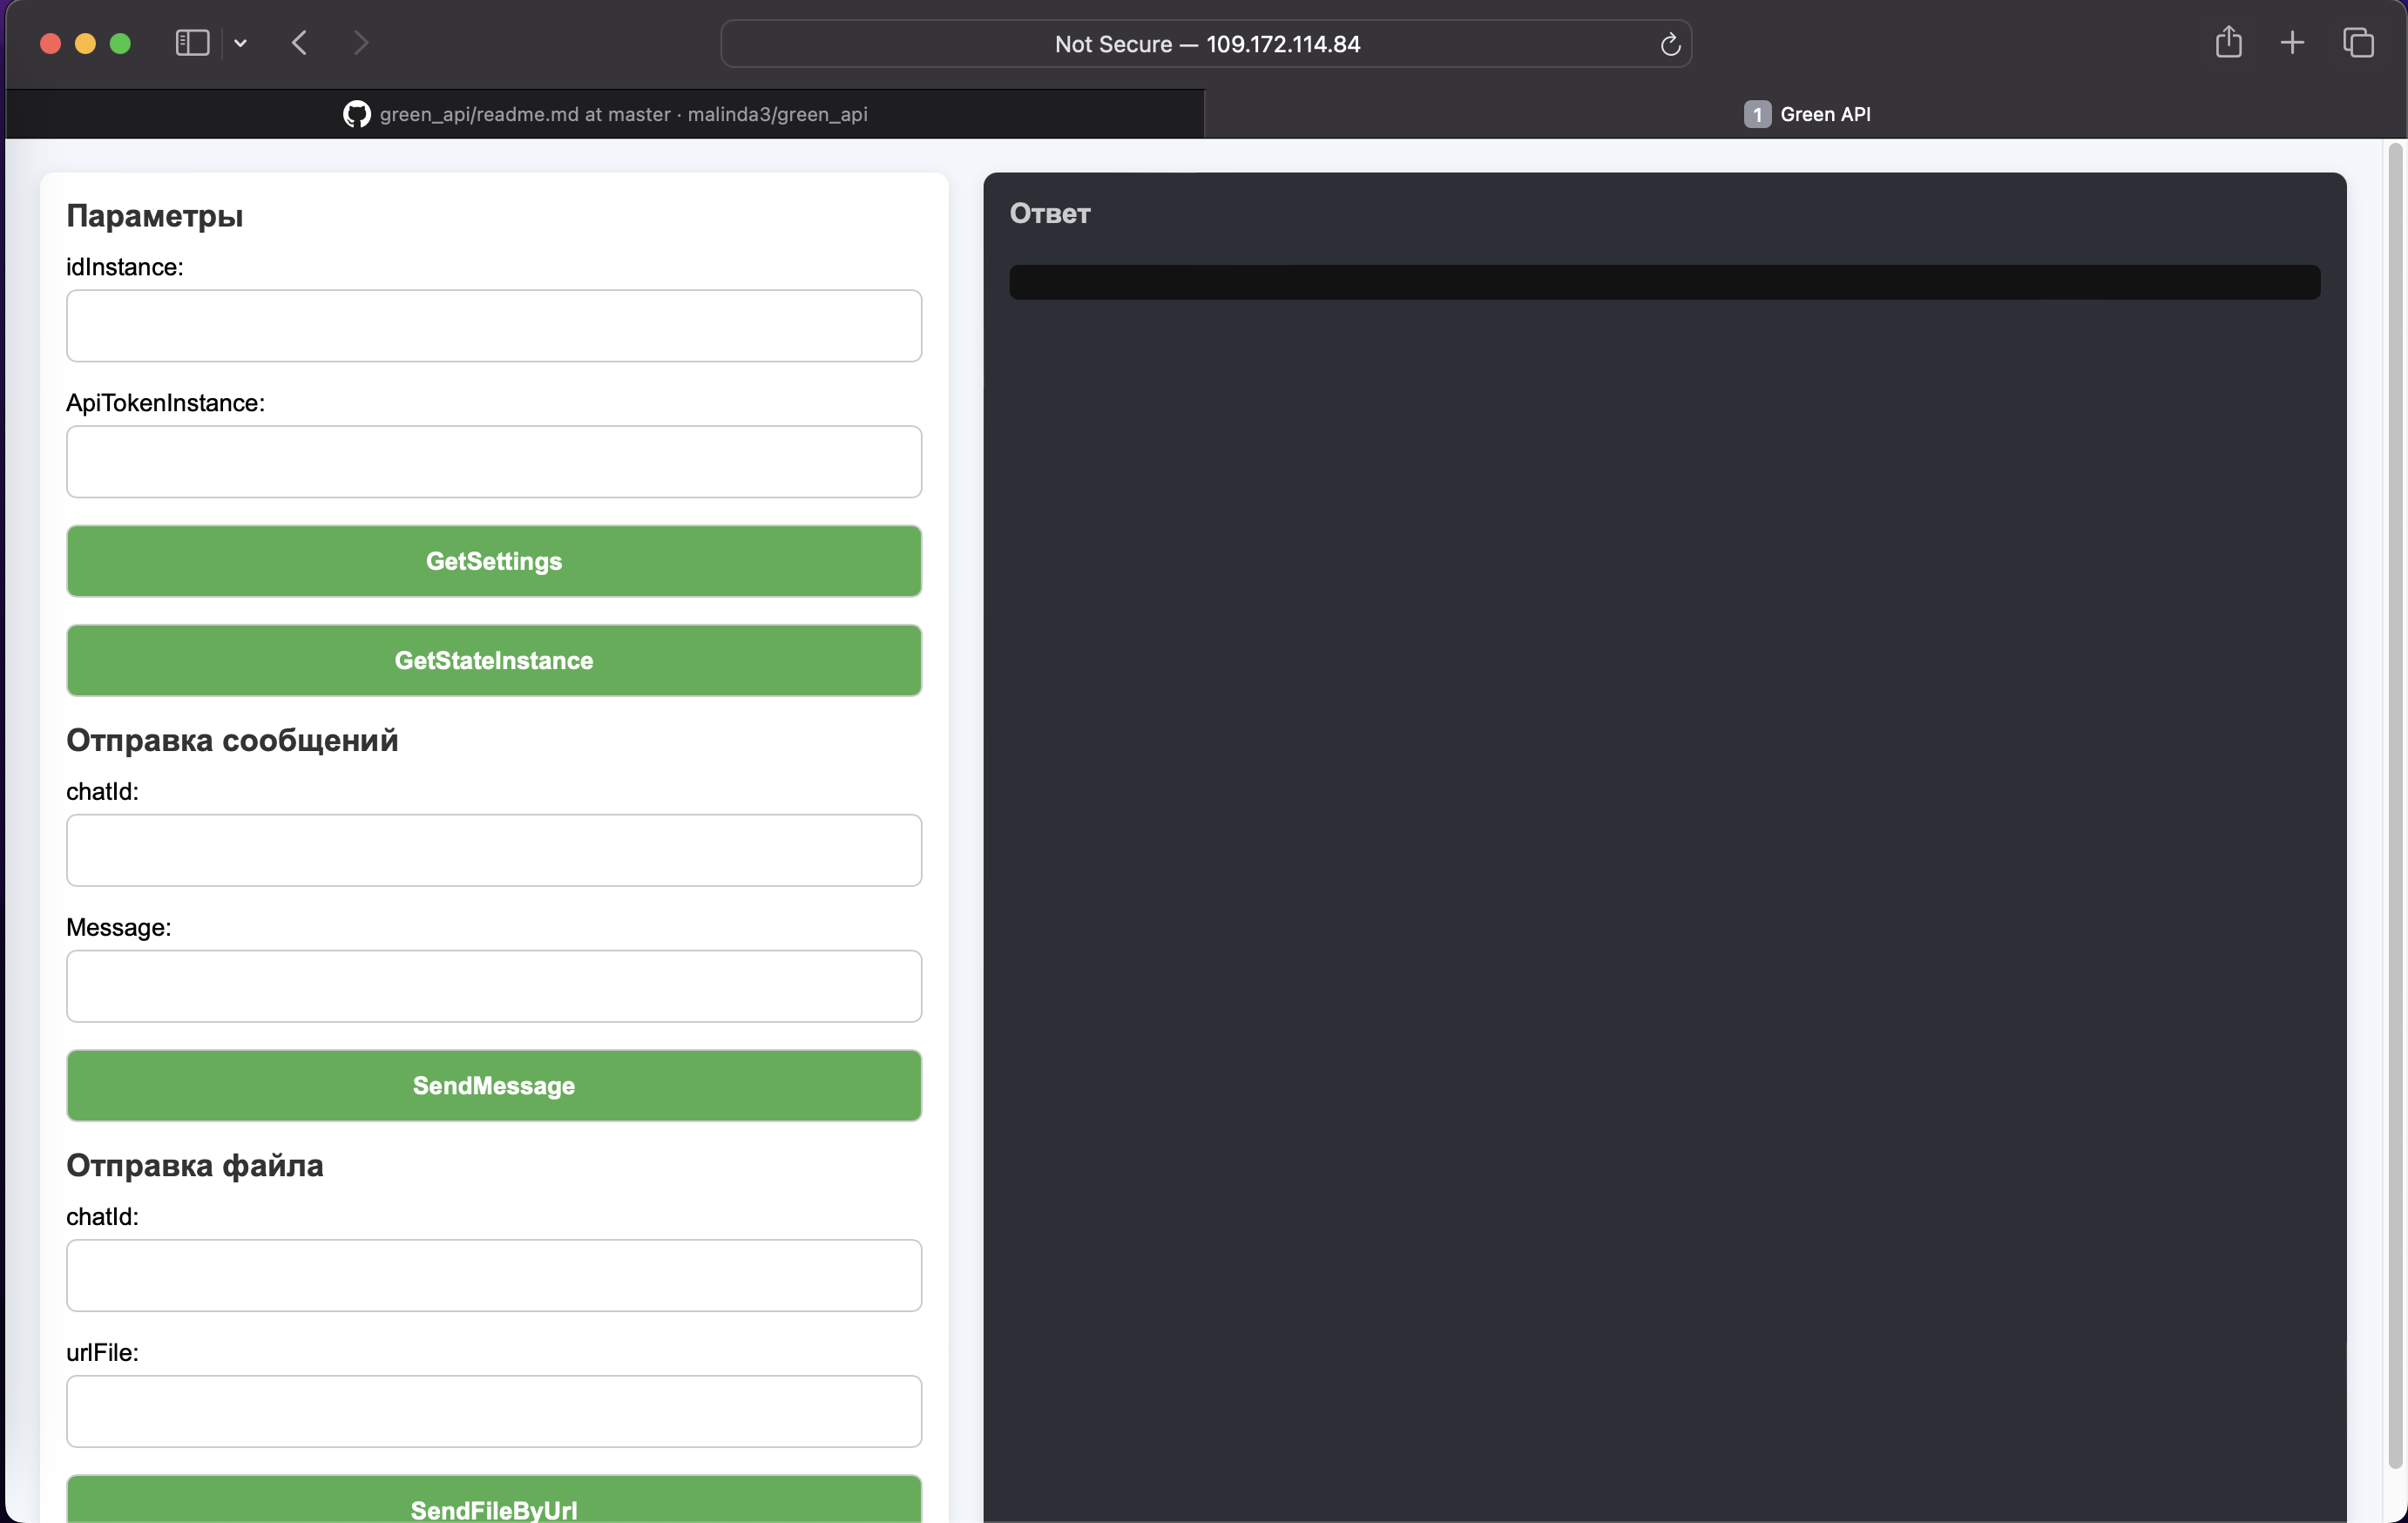 Not Secure — 109.172.114.84
green_api/readme.md at master · malinda3/green_api
1 Green API
Параметры
idInstance:
ApiTokenInstance:
GetSettings
GetStateInstance
Отправка сообщений
chatId:
Message:
SendMessage
Отправка файла
chatId:
urlFile:
SendFileByUrl
Ответ